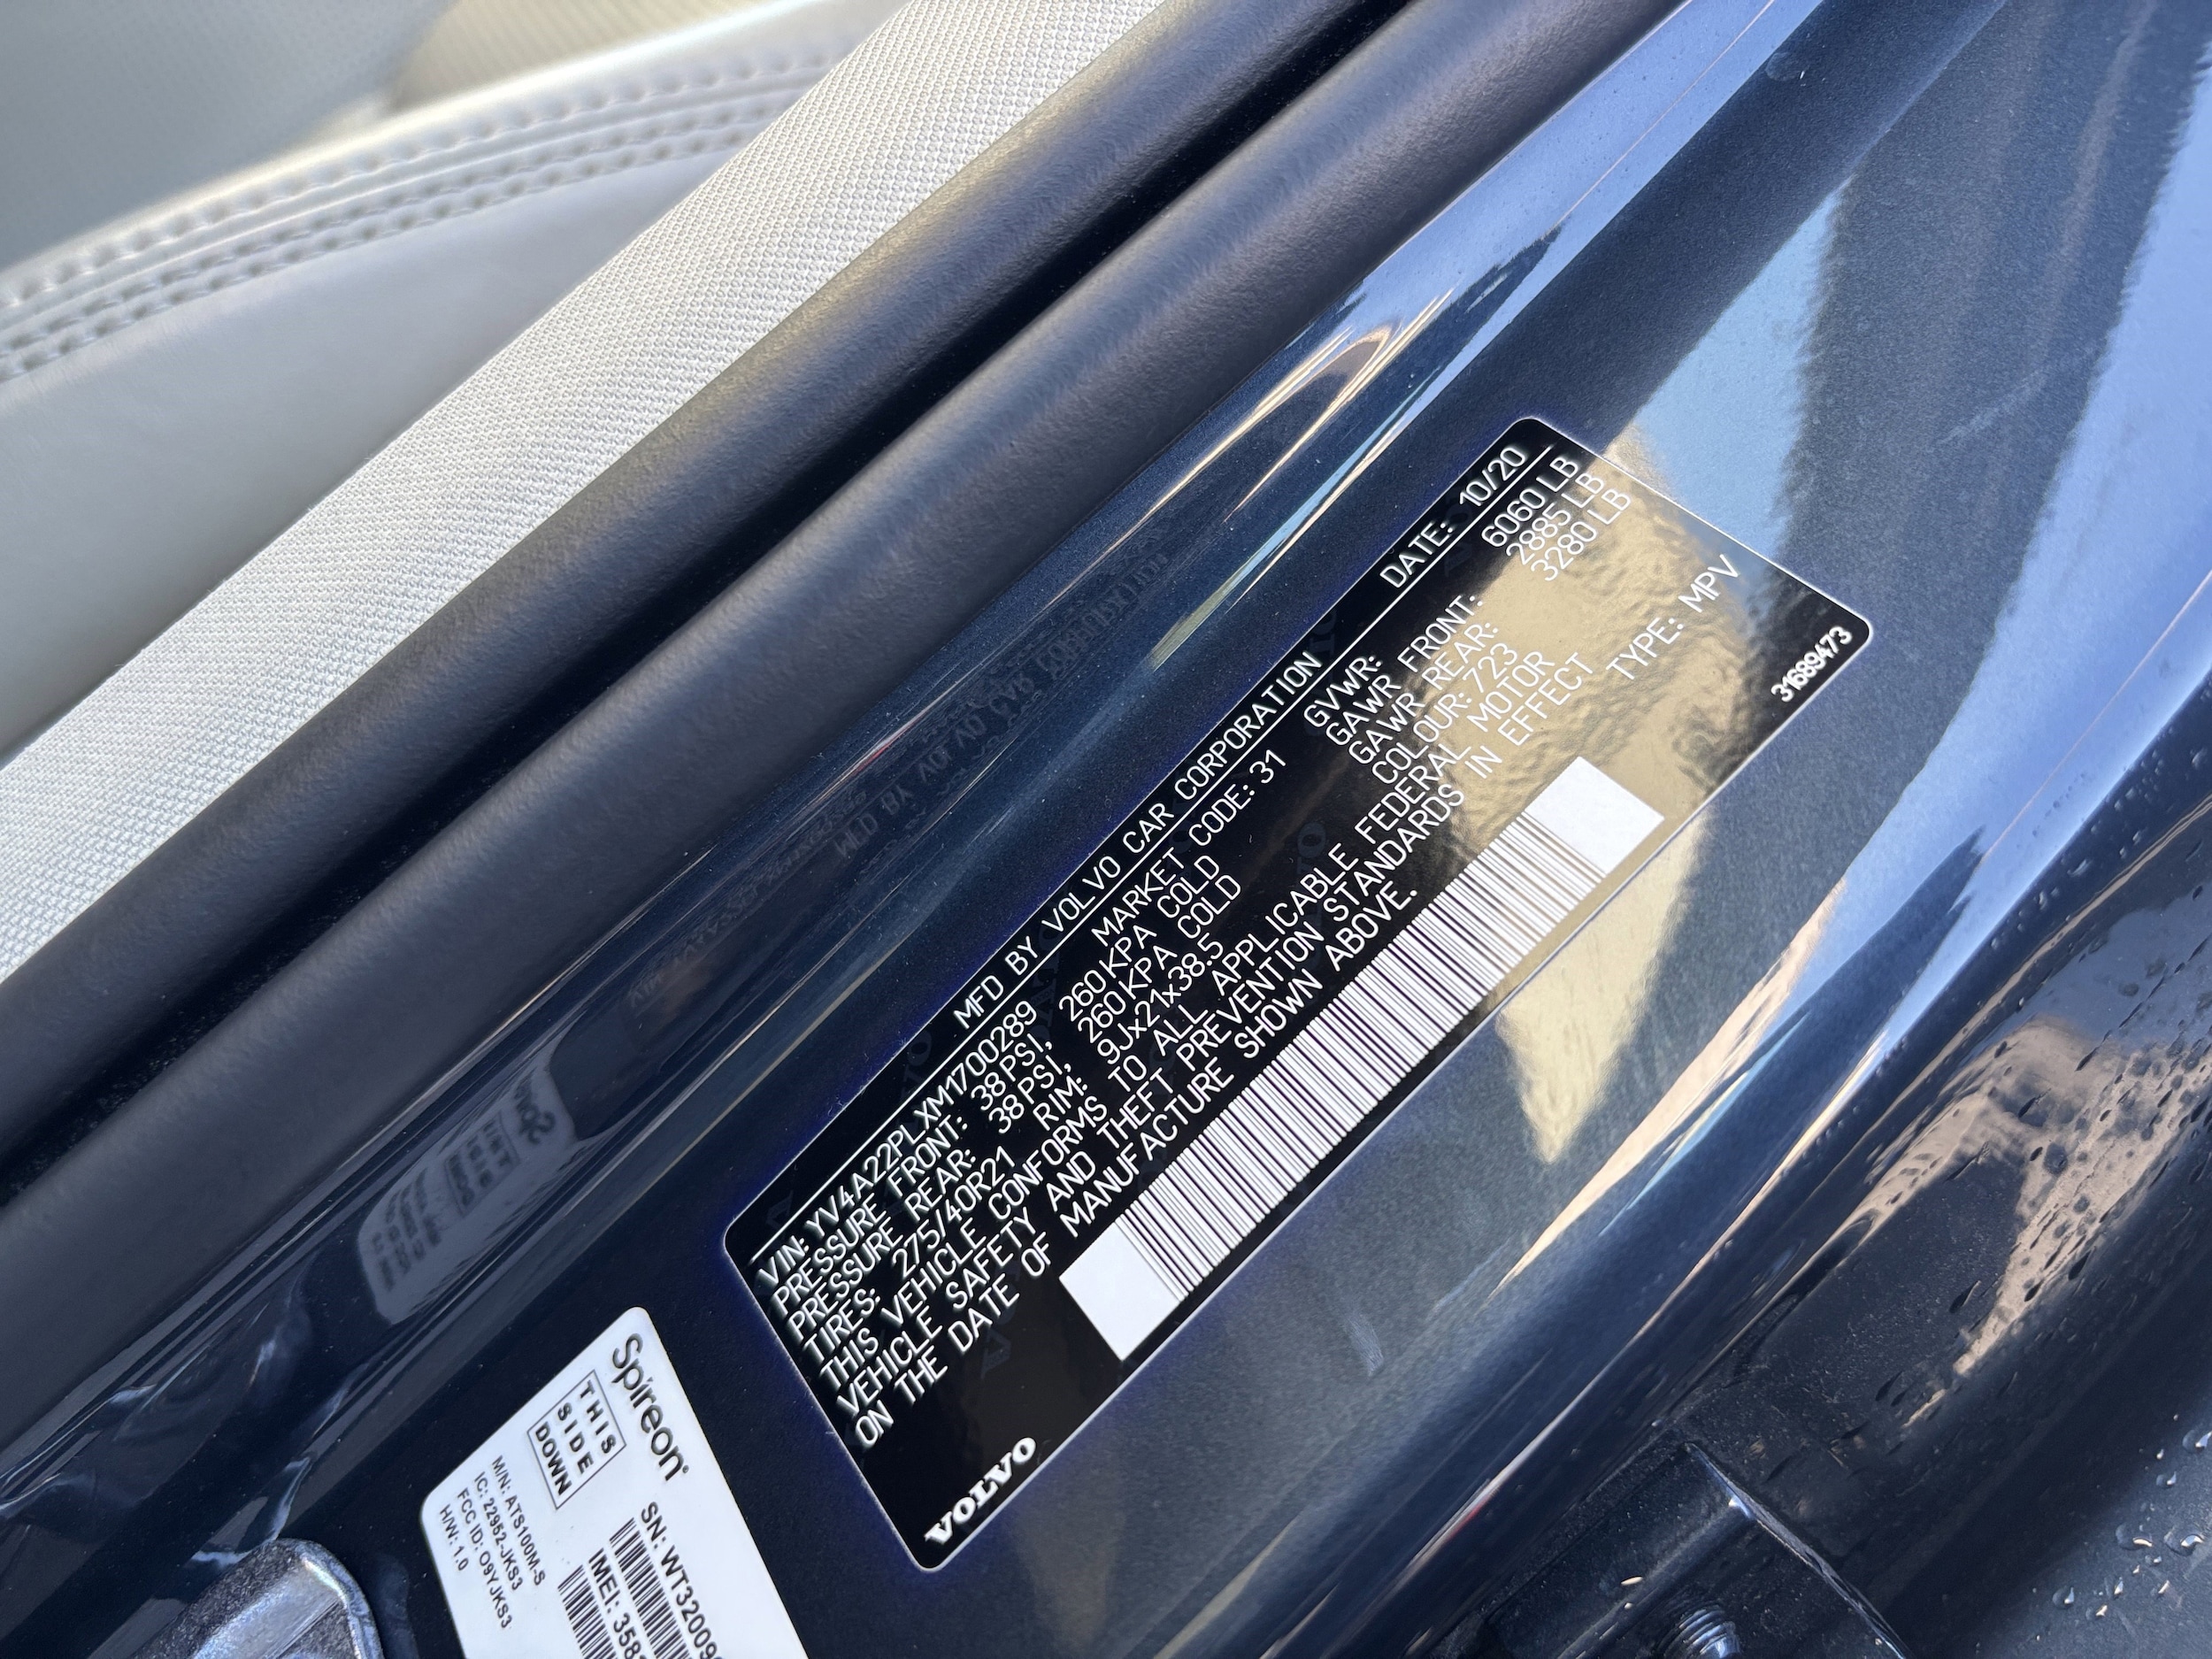 MFD BY VOLVO CAR CORPORATION DATE: 10/20
VIN: YV4A22PLXM1700289 MARKET CODE: 31 GVWR: 6060 LB
PRESSURE FRONT: 38 PSI, 260 KPA COLD GAWR FRONT: 2885 LB
PRESSURE REAR: 38 PSI, 260 KPA COLD GAWR REAR: 3280 LB
TIRES: 275/40R21 RIM: 9Jx21x38.5 COLOUR: 723
THIS VEHICLE CONFORMS TO ALL APPLICABLE FEDERAL MOTOR
VEHICLE SAFETY AND THEFT PREVENTION STANDARDS IN EFFECT
ON THE DATE OF MANUFACTURE SHOWN ABOVE. TYPE: MPV
VOLVO
31689473
Spireon
THIS
SIDE
DOWN
M/N: ATS100M-S
IC: 22952-JKS3
FCC ID: O9YJKS3
H/W: 1.0
SN: WT32009
IMEI: 358